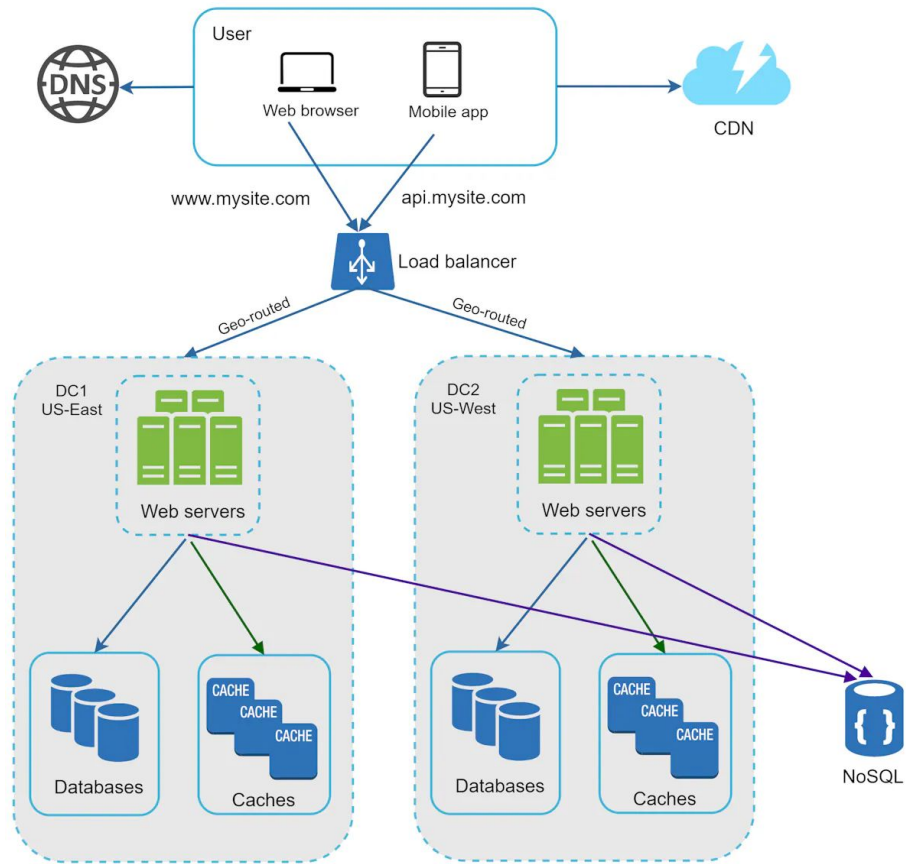 User
DNS
Web browser
Mobile app
CDN
www.mysite.com
api.mysite.com
Load balancer
Geo-routed
Geo-routed
DC1
US-East
DC2
US-West
Web servers
Web servers
CACHE
CACHE
CACHE
CACHE
CACHE
CACHE
{ }
Databases
Caches
Databases
Caches
NoSQL